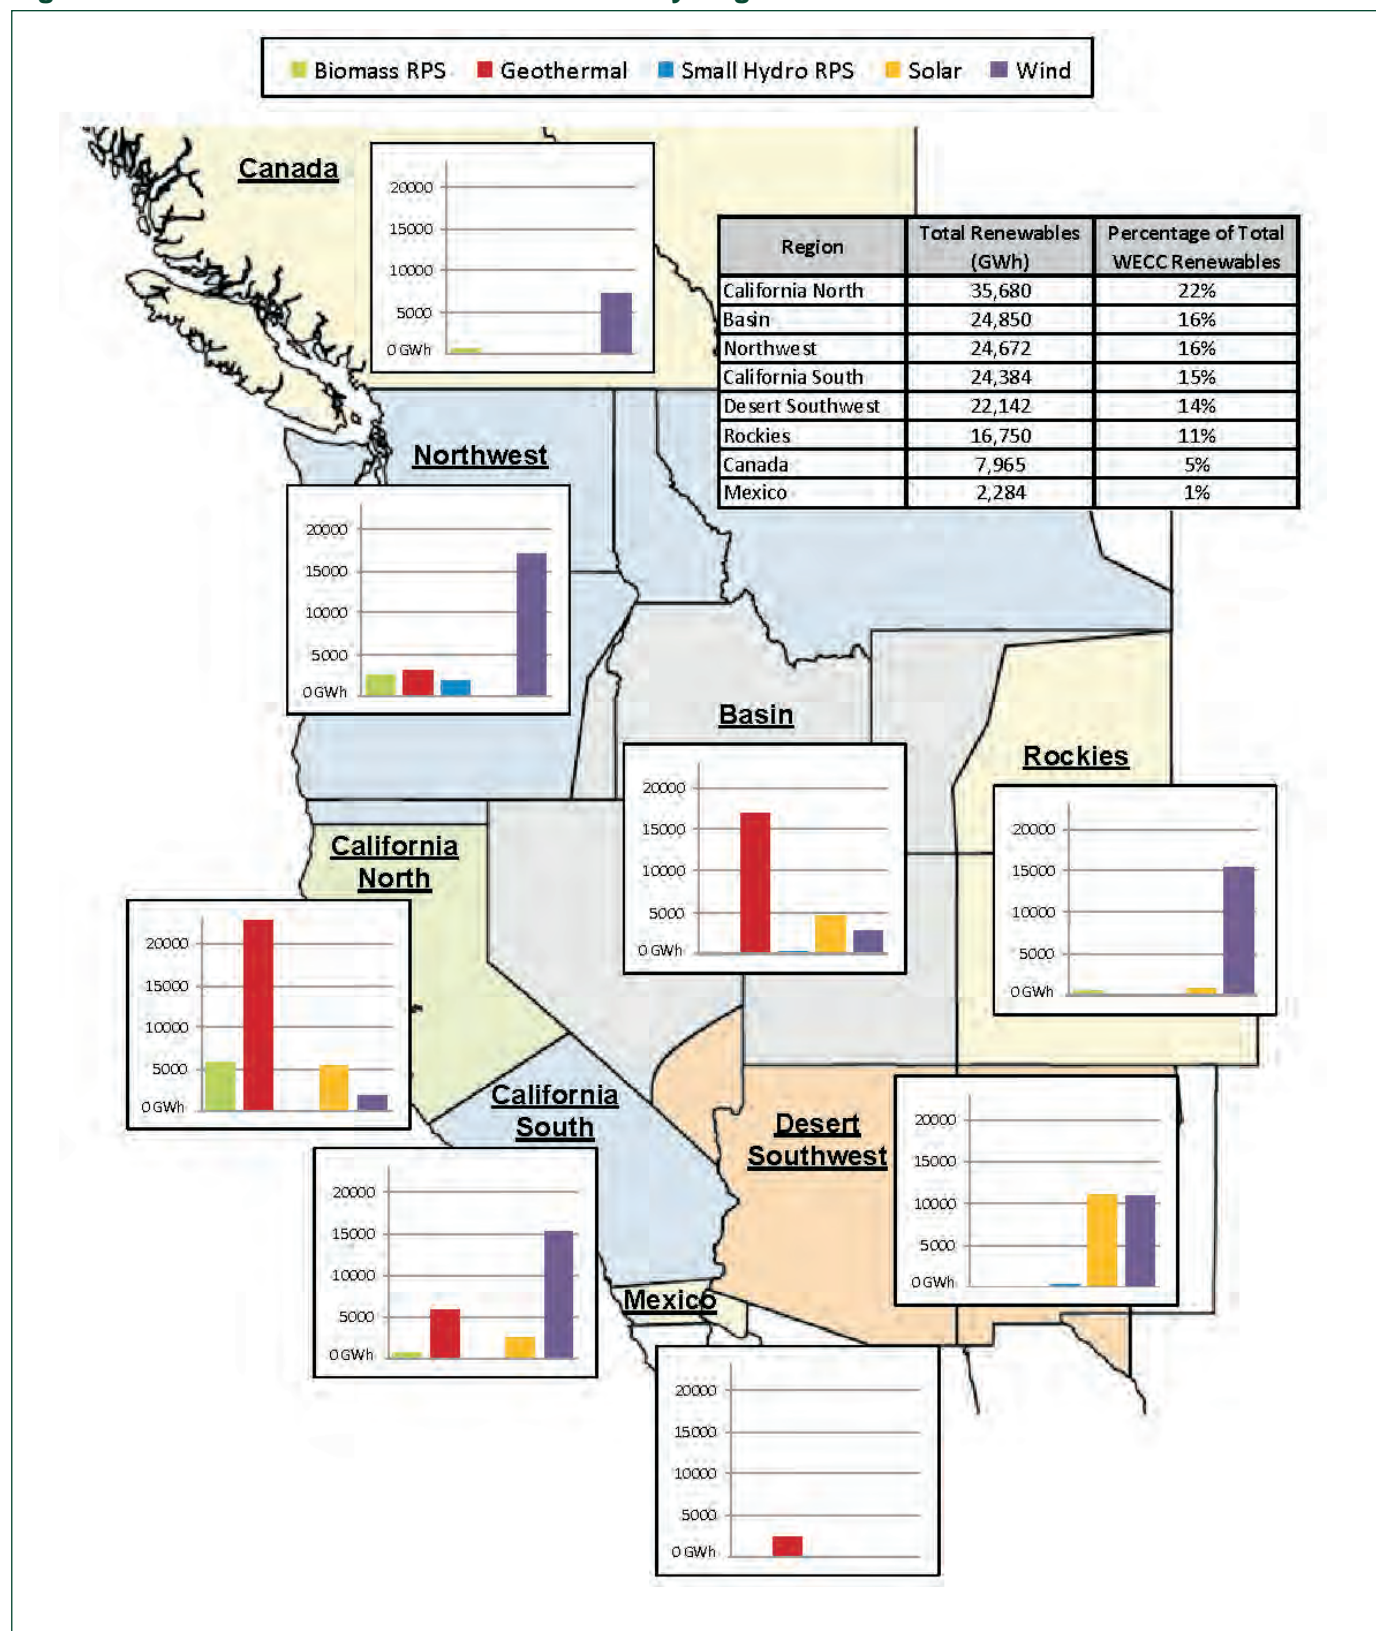 Biomass RPS Geothermal Small Hydro RPS Solar Wind
Canada
20000
15000
10000
5000
0 GWh
Region Total Renewables (GWh) Percentage of Total WECC Renewables
California North 35,680 22%
Basin 24,850 16%
Northwest 24,672 16%
California South 24,384 15%
Desert Southwest 22,142 14%
Rockies 16,750 11%
Canada 7,965 5%
Mexico 2,284 1%
Northwest
20000
15000
10000
5000
0 GWh
Basin
20000
15000
10000
5000
0 GWh
Rockies
20000
15000
10000
5000
0 GWh
California
North
20000
15000
10000
5000
0 GWh
California
South
20000
15000
10000
5000
0 GWh
Desert
Southwest
20000
15000
10000
5000
0 GWh
Mexico
20000
15000
10000
5000
0 GWh